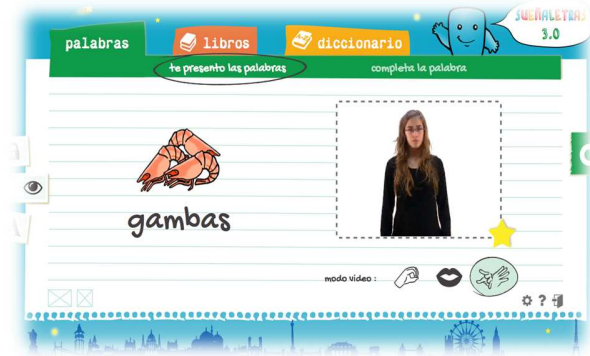 SUEÑALETRAS
3.0
palabras
libros
diccionario
te presento las palabras
completa la palabra
gambas
modo video :
?